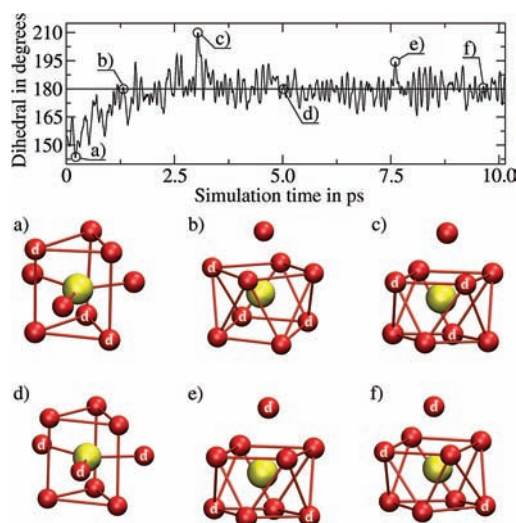 Dihedral in degrees
210
195
180
165
150
b)
c)
e)
f)
a)
d)
0
2.5
5.0
7.5
10.0
Simulation time in ps
a)
d
d
d
b)
d
d
d
c)
d
d
d
d)
d
d
d
e)
d
d
f)
d
d